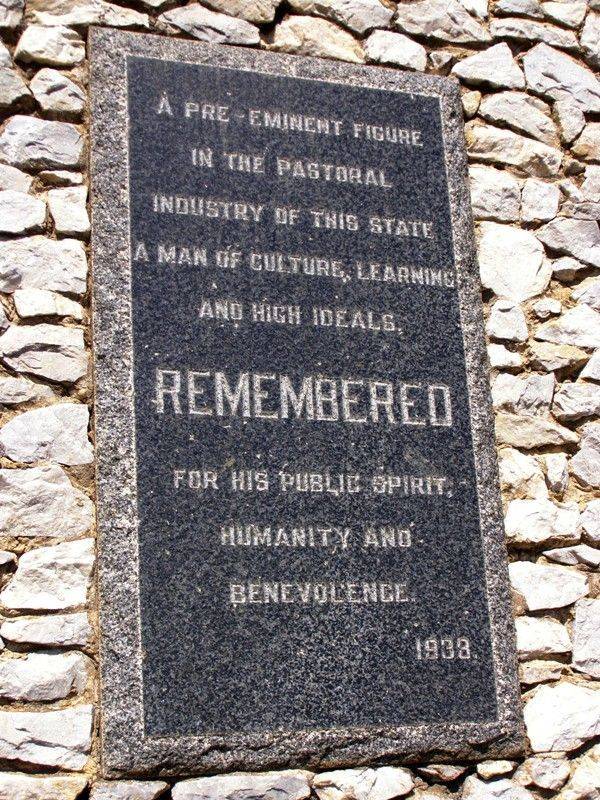 A PRE-EMINENT FIGURE
IN THE PASTORAL
INDUSTRY OF THIS STATE
A MAN OF CULTURE, LEARNING
AND HIGH IDEALS,
REMEMBERED
FOR HIS PUBLIC SPIRIT,
HUMANITY AND
BENEVOLENCE.
1938.